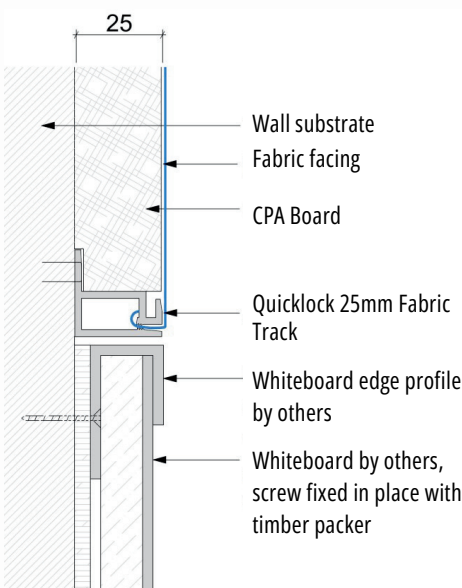 25
Wall substrate
Fabric facing
CPA Board
Quicklock 25mm Fabric
Track
Whiteboard edge profile
by others
Whiteboard by others,
screw fixed in place with
timber packer